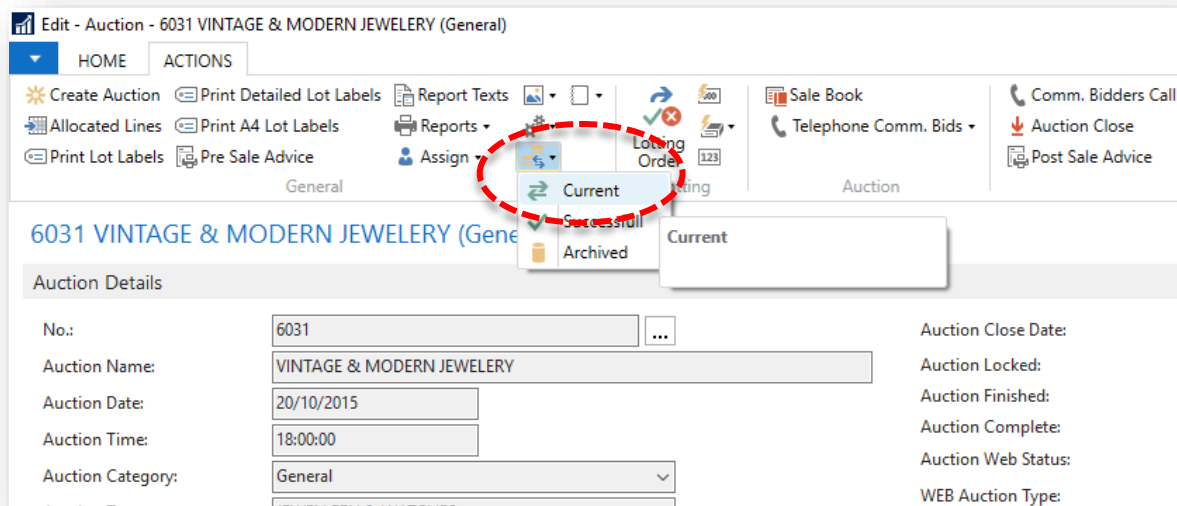 Edit - Auction - 6031 VINTAGE & MODERN JEWELERY (General)
HOME ACTIONS
Create Auction Print Detailed Lot Labels Report Texts Sale Book Comm. Bidders Call
Allocated Lines Print A4 Lot Labels Reports Telephone Comm. Bids Auction Close
Print Lot Labels Pre Sale Advice Assign Lotting Order 123 Post Sale Advice
General Auction
Current
Successfull
Archived
Current
6031 VINTAGE & MODERN JEWELERY
Auction Details
No.: 6031 ... Auction Close Date:
Auction Name: VINTAGE & MODERN JEWELERY Auction Locked:
Auction Date: 20/10/2015 Auction Finished:
Auction Complete:
Auction Time: 18:00:00
Auction Web Status:
Auction Category: General
WEB Auction Type: